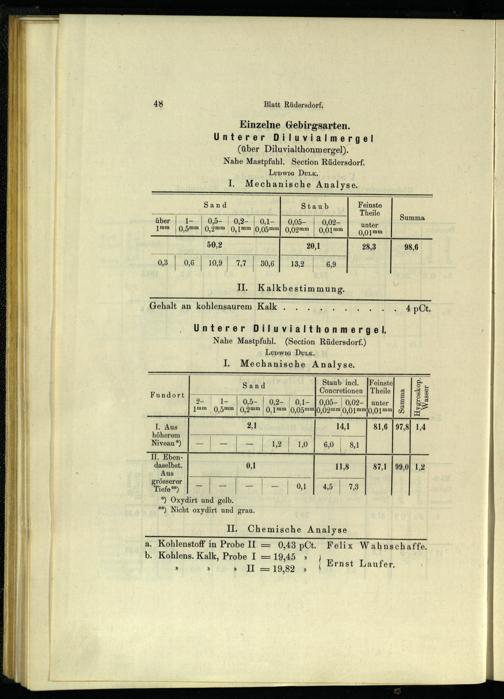 48
Blatt Rüdersdorf.
Einzelne Gebirgsarten.
Unterer Diluvialmergel
(über Diluvialthonmergel).
Nahe Mastpfuhl. Section Rüdersdorf.
Ludwig Dulk.
I. Mechanische Analyse.
Sand Staub Feinste Theile unter 0,01mm Summa
über 1mm 1–0,5mm 0,5–0,2mm 0,2–0,1mm 0,1–0,05mm 0,05–0,02mm 0,02–0,01mm
50,2 20,1 28,3 98,6
0,3 0,6 10,9 7,7 30,6 13,2 6,9
II. Kalkbestimmung.
Gehalt an kohlensaurem Kalk . . . . . . . . . . 4 pCt.
Unterer Diluvialthonmergel.
Nahe Mastpfuhl. (Section Rüdersdorf.)
Ludwig Dulk.
I. Mechanische Analyse.
Fundort Sand Staub incl. Concretionen Feinste Theile unter 0,01mm Summa Hygroskop. Wasser
2–1mm 1–0,5mm 0,5–0,2mm 0,2–0,1mm 0,1–0,05mm 0,05–0,02mm 0,02–0,01mm
I. Aus höherem Niveau*) 2,1 14,1 81,6 97,8 1,4
— — — 1,2 1,0 6,0 8,1
II. Ebendaselbst. Aus grösserer Tiefe**) 0,1 11,8 87,1 99,0 1,2
— — — — 0,1 4,5 7,3
*) Oxydirt und gelb.
**) Nicht oxydirt und grau.
II. Chemische Analyse
a. Kohlenstoff in Probe II = 0,43 pCt. Felix Wahnschaffe.
b. Kohlens. Kalk, Probe I = 19,45 »
» » » II = 19,82 » } Ernst Laufer.